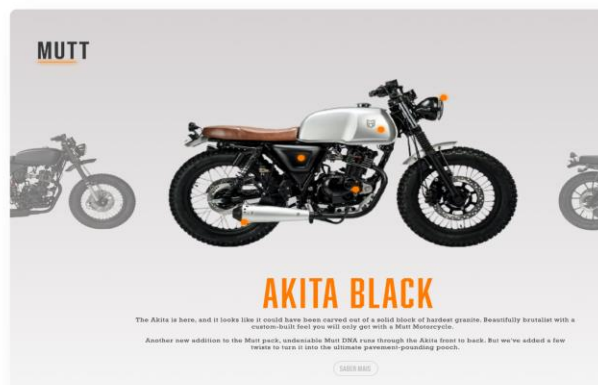 MUTT
AKITA BLACK
The Akita is here, and it looks like it could have been carved out of a solid block of hardest granite. Beautifully brutalist with a
custom-built feel you will only get with a Mutt Motorcycle.
Another new addition to the Mutt pack, undeniable Mutt DNA runs through the Akita front to back. But we've added a few
twists to turn it into the ultimate pavement-pounding pooch.
SABER MAIS